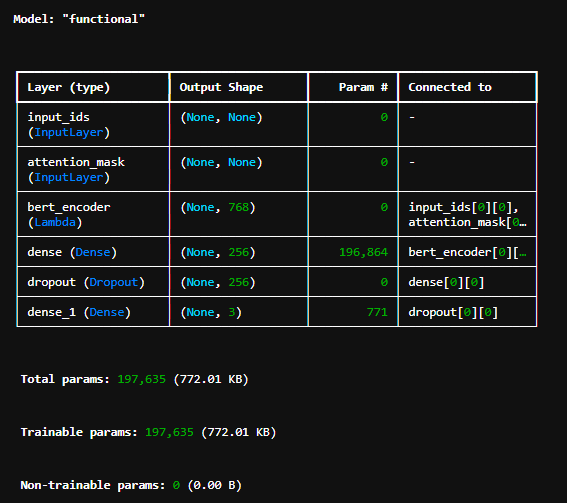 Model: "functional"
Layer (type) Output Shape Param # Connected to
input_ids (None, None) 0 -
(InputLayer)
attention_mask (None, None) 0 -
(InputLayer)
bert_encoder (None, 768) 0 input_ids[0][0],
(Lambda) attention_mask[0…
dense (Dense) (None, 256) 196,864 bert_encoder[0][…
dropout (Dropout) (None, 256) 0 dense[0][0]
dense_1 (Dense) (None, 3) 771 dropout[0][0]
Total params: 197,635 (772.01 KB)
Trainable params: 197,635 (772.01 KB)
Non-trainable params: 0 (0.00 B)